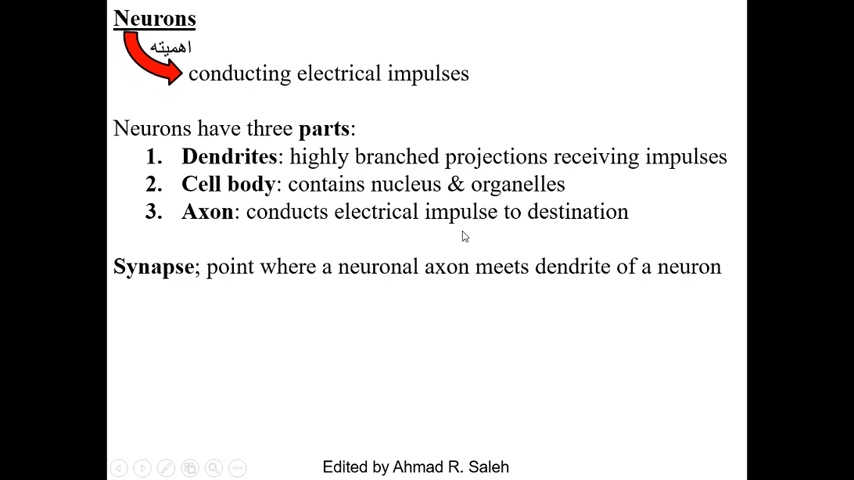 Neurons
اهميته
conducting electrical impulses
Neurons have three parts:
1. Dendrites: highly branched projections receiving impulses
2. Cell body: contains nucleus & organelles
3. Axon: conducts electrical impulse to destination
Synapse; point where a neuronal axon meets dendrite of a neuron
Edited by Ahmad R. Saleh